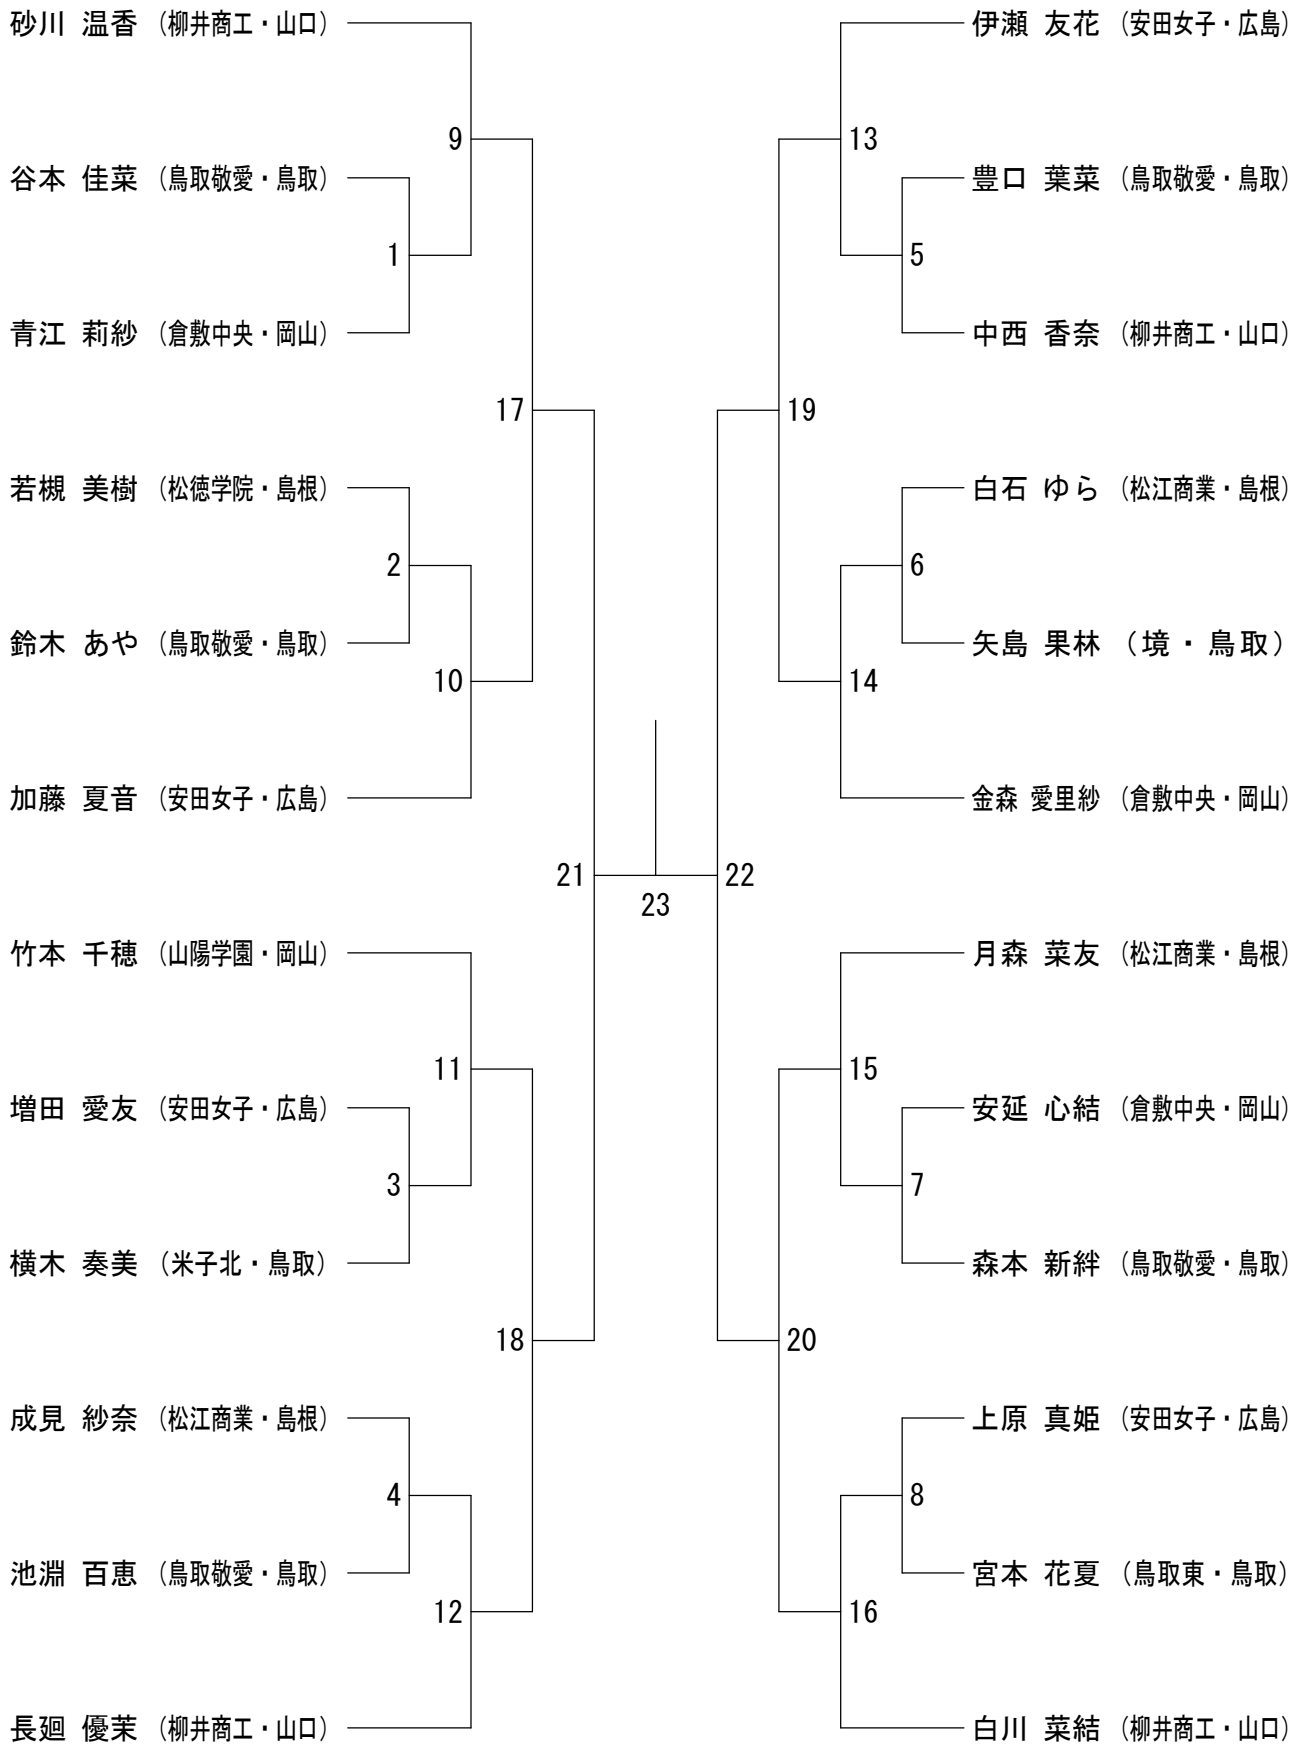 砂川 温香 (柳井商工・山口)
9
谷本 佳菜 (鳥取敬愛・鳥取)
1
青江 莉紗 (倉敷中央・岡山)
17
若槻 美樹 (松徳学院・島根)
2
鈴木 あや (鳥取敬愛・鳥取)
10
加藤 夏音 (安田女子・広島)
21
竹本 千穂 (山陽学園・岡山)
11
増田 愛友 (安田女子・広島)
3
横木 奏美 (米子北・鳥取)
18
成見 紗奈 (松江商業・島根)
4
池淵 百恵 (鳥取敬愛・鳥取)
12
長廻 優茉 (柳井商工・山口)
23
伊瀬 友花 (安田女子・広島)
13
豊口 葉菜 (鳥取敬愛・鳥取)
5
中西 香奈 (柳井商工・山口)
19
白石 ゆら (松江商業・島根)
6
矢島 果林 (境・鳥取)
14
金森 愛里紗 (倉敷中央・岡山)
22
月森 菜友 (松江商業・島根)
15
安延 心結 (倉敷中央・岡山)
7
森本 新絆 (鳥取敬愛・鳥取)
20
上原 真姫 (安田女子・広島)
8
宮本 花夏 (鳥取東・鳥取)
16
白川 菜結 (柳井商工・山口)